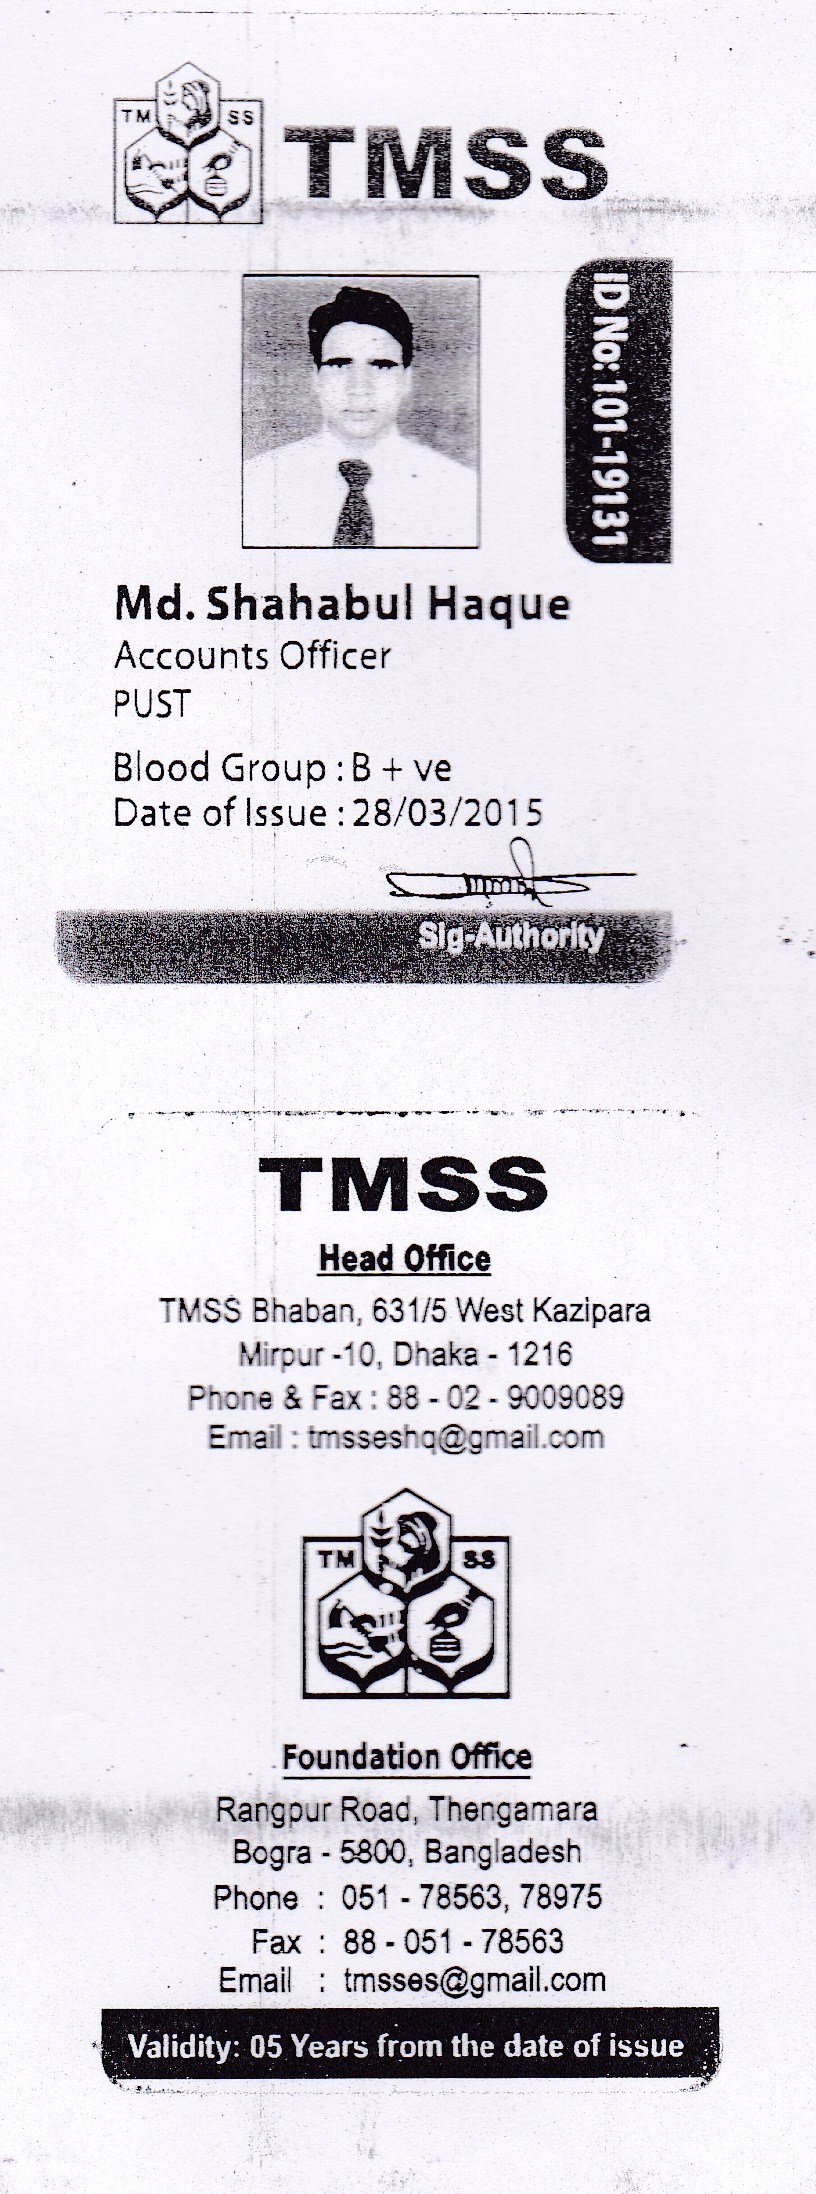 TM SS
TMSS
ID No: 101-19131
Md. Shahabul Haque
Accounts Officer
PUST
Blood Group : B + ve
Date of Issue : 28/03/2015
Sig-Authority
TMSS
Head Office
TMSS Bhaban, 631/5 West Kazipara
Mirpur -10, Dhaka - 1216
Phone & Fax : 88 - 02 - 9009089
Email : tmsseshq@gmail.com
TM SS
Foundation Office
Rangpur Road, Thengamara
Bogra - 5800, Bangladesh
Phone : 051 - 78563, 78975
Fax : 88 - 051 - 78563
Email : tmsses@gmail.com
Validity: 05 Years from the date of issue